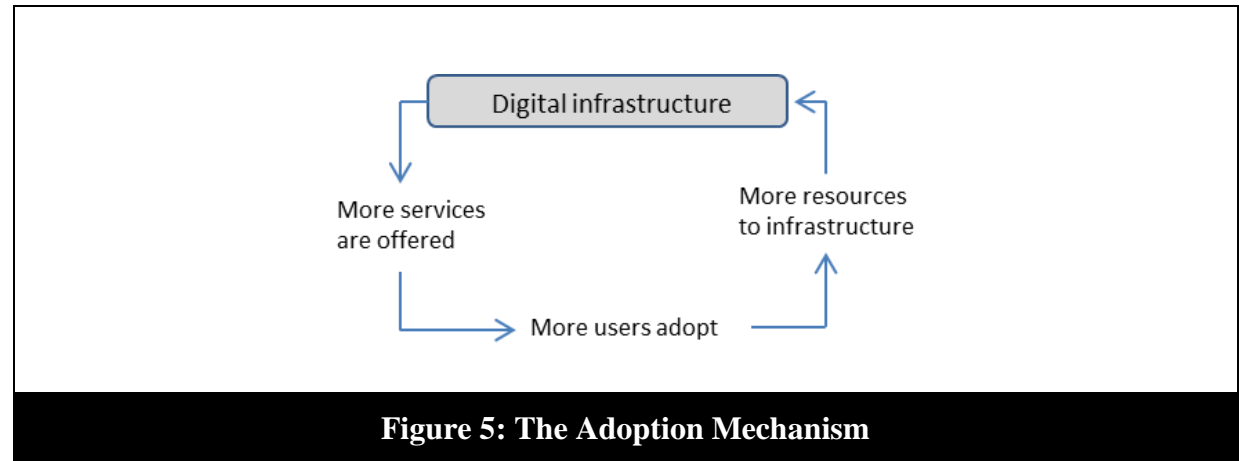 Digital infrastructure
More services
are offered
More users adopt
More resources
to infrastructure
Figure 5: The Adoption Mechanism